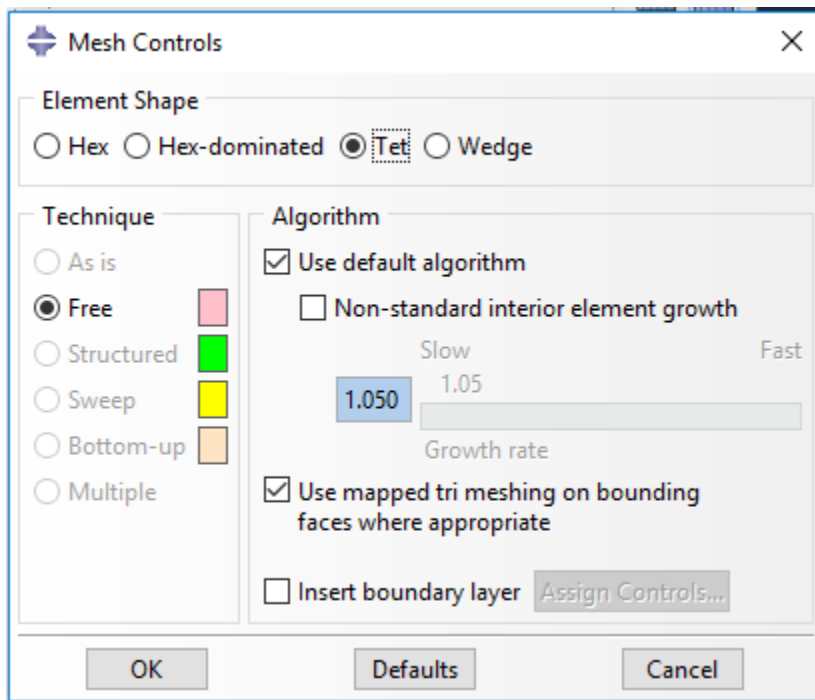 Mesh Controls
Element Shape
Hex Hex-dominated Tet Wedge
Technique
As is
Free
Structured
Sweep
Bottom-up
Multiple
Algorithm
Use default algorithm
Non-standard interior element growth
Slow Fast
1.05
1.050
Growth rate
Use mapped tri meshing on bounding
faces where appropriate
Insert boundary layer Assign Controls...
OK Defaults Cancel